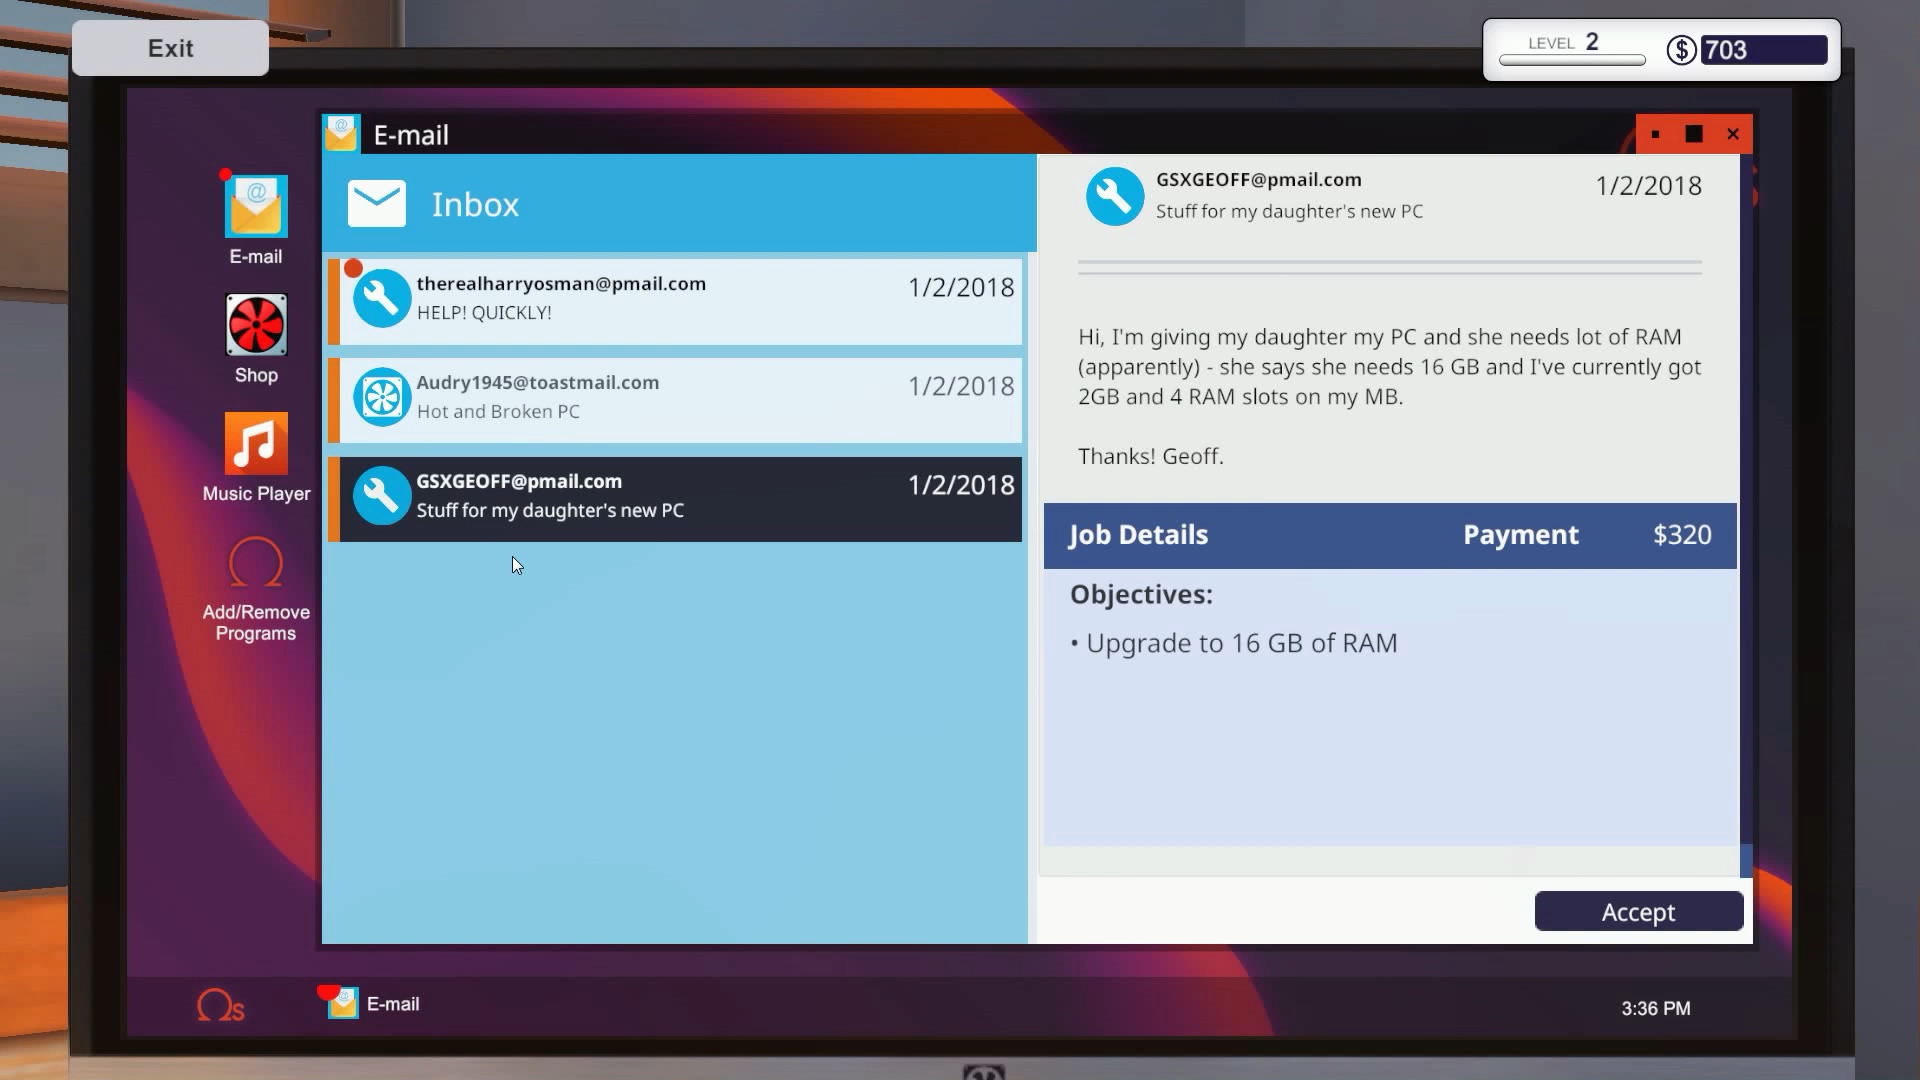 Exit
LEVEL 2
$ 703
E-mail
E-mail
Shop
Music Player
Add/Remove
Programs
Inbox
therealharryosman@pmail.com
1/2/2018
HELP! QUICKLY!
Audry1945@toastmail.com
1/2/2018
Hot and Broken PC
GSXGEOFF@pmail.com
1/2/2018
Stuff for my daughter's new PC
GSXGEOFF@pmail.com
1/2/2018
Stuff for my daughter's new PC
Hi, I'm giving my daughter my PC and she needs lot of RAM
(apparently) - she says she needs 16 GB and I've currently got
2GB and 4 RAM slots on my MB.
Thanks! Geoff.
Job Details Payment $320
Objectives:
• Upgrade to 16 GB of RAM
Accept
Ωs
E-mail
3:36 PM